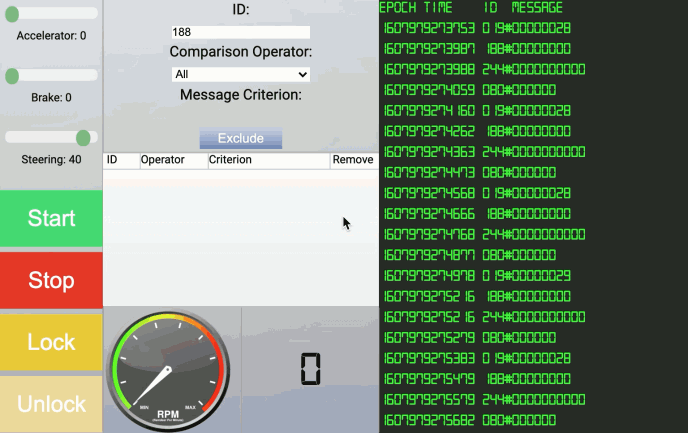 Accelerator: 0
Brake: 0
Steering: 40
Start
Stop
Lock
Unlock
ID:
188
Comparison Operator:
All
Message Criterion:
Exclude
ID Operator Criterion Remove
MIN MAX
RPM
0
EPOCH TIME ID MESSAGE
1607979273753 019#00000028
1607979273987 188#00000000
1607979273988 244#0000000000
1607979274059 080#000000
1607979274160 019#00000028
1607979274262 188#00000000
1607979274363 244#0000000000
1607979274473 080#000000
1607979274568 019#00000028
1607979274666 188#00000000
1607979274768 244#0000000000
1607979274877 080#000000
1607979274978 019#00000029
1607979275216 188#00000000
1607979275216 244#0000000000
1607979275279 080#000000
1607979275383 019#00000028
1607979275479 188#00000000
1607979275579 244#0000000000
1607979275682 080#000000